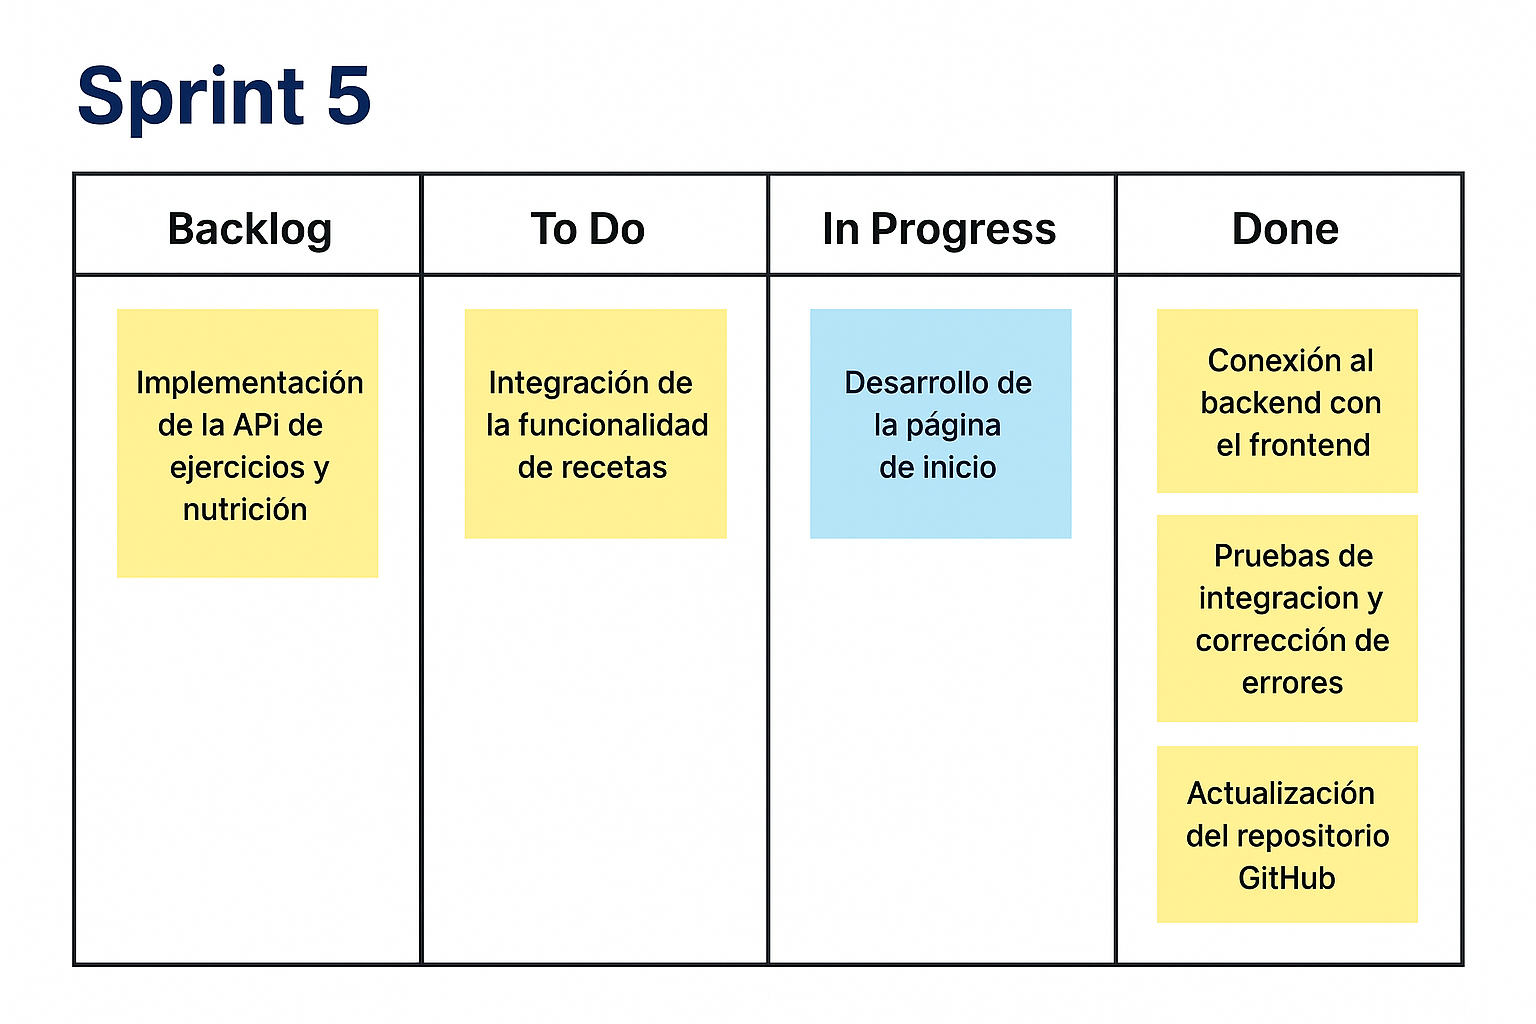 Sprint 5
Backlog
To Do
In Progress
Done
Implementación
de la APi de
ejercicios y
nutrición
Integración de
la funcionalidad
de recetas
Desarrollo de
la página
de inicio
Conexión al
backend con
el frontend
Pruebas de
integracion y
corrección de
errores
Actualización
del repositorio
GitHub